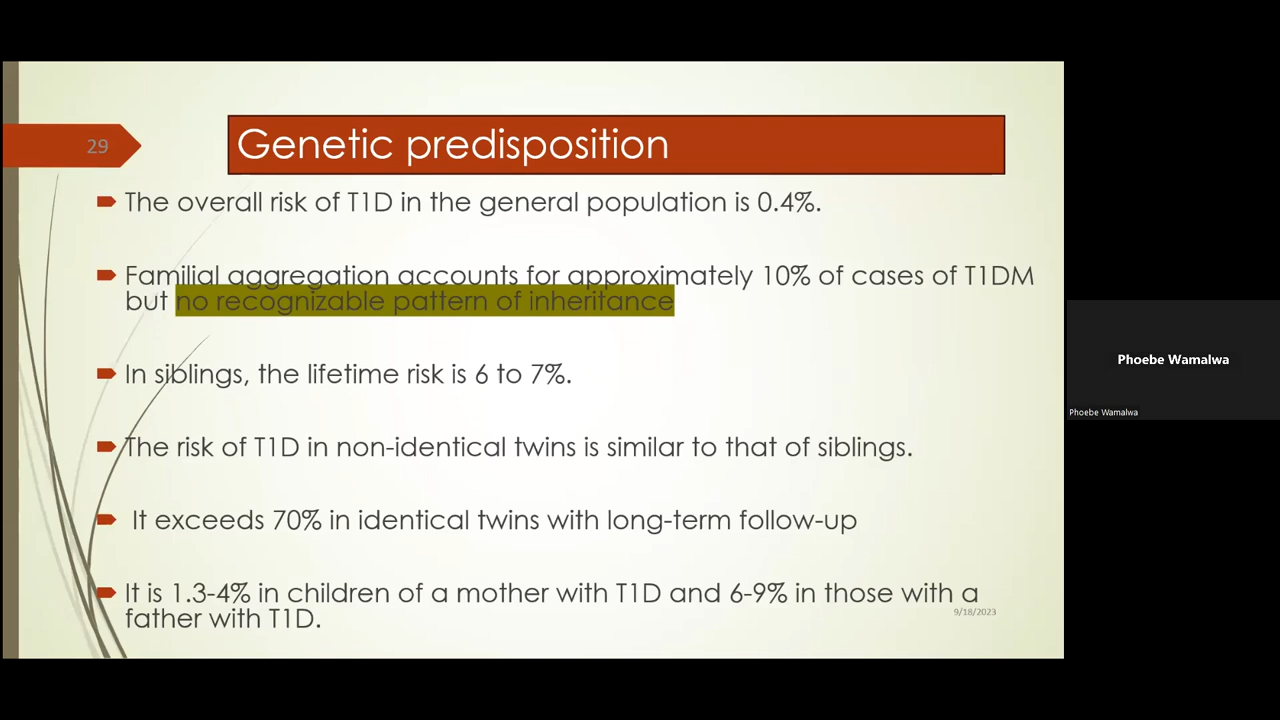 29
Genetic predisposition
The overall risk of T1D in the general population is 0.4%.
Familial aggregation accounts for approximately 10% of cases of T1DM
but no recognizable pattern of inheritance
In siblings, the lifetime risk is 6 to 7%.
The risk of T1D in non-identical twins is similar to that of siblings.
It exceeds 70% in identical twins with long-term follow-up
It is 1.3-4% in children of a mother with T1D and 6-9% in those with a
father with T1D.
9/18/2023
Phoebe Wamalwa
Phoebe Wamalwa